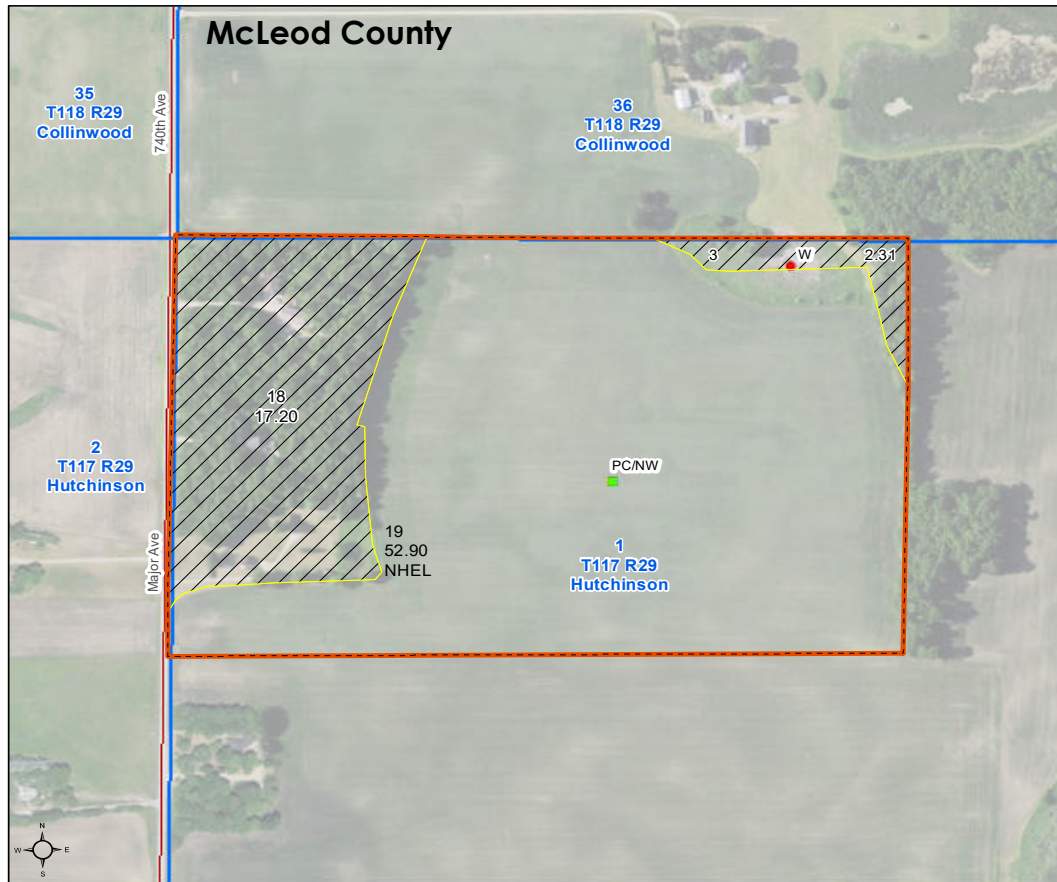 McLeod County
35
T118 R29
Collinwood
740th Ave
36
T118 R29
Collinwood
3
W
2.31
18
17.20
2
T117 R29
Hutchinson
PC/NW
19
52.90
NHEL
1
T117 R29
Hutchinson
Major Ave
N
W
E
S